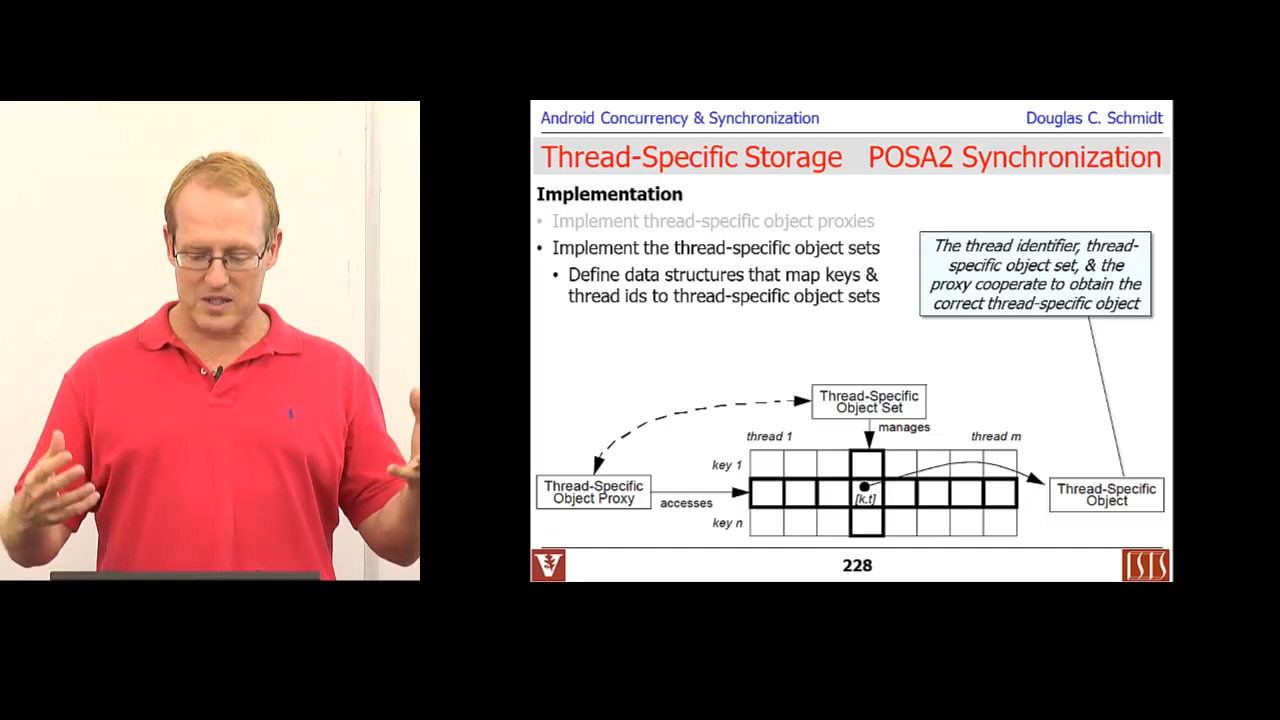 Android Concurrency & Synchronization
Douglas C. Schmidt
Thread-Specific Storage POSA2 Synchronization
Implementation
• Implement thread-specific object proxies
• Implement the thread-specific object sets
• Define data structures that map keys &
thread ids to thread-specific object sets
The thread identifier, thread-
specific object set, & the
proxy cooperate to obtain the
correct thread-specific object
Thread-Specific
Object Set
manages
thread 1
thread m
key 1
Thread-Specific
Object Proxy
accesses
[k,t]
Thread-Specific
Object
key n
228
V
ISIS